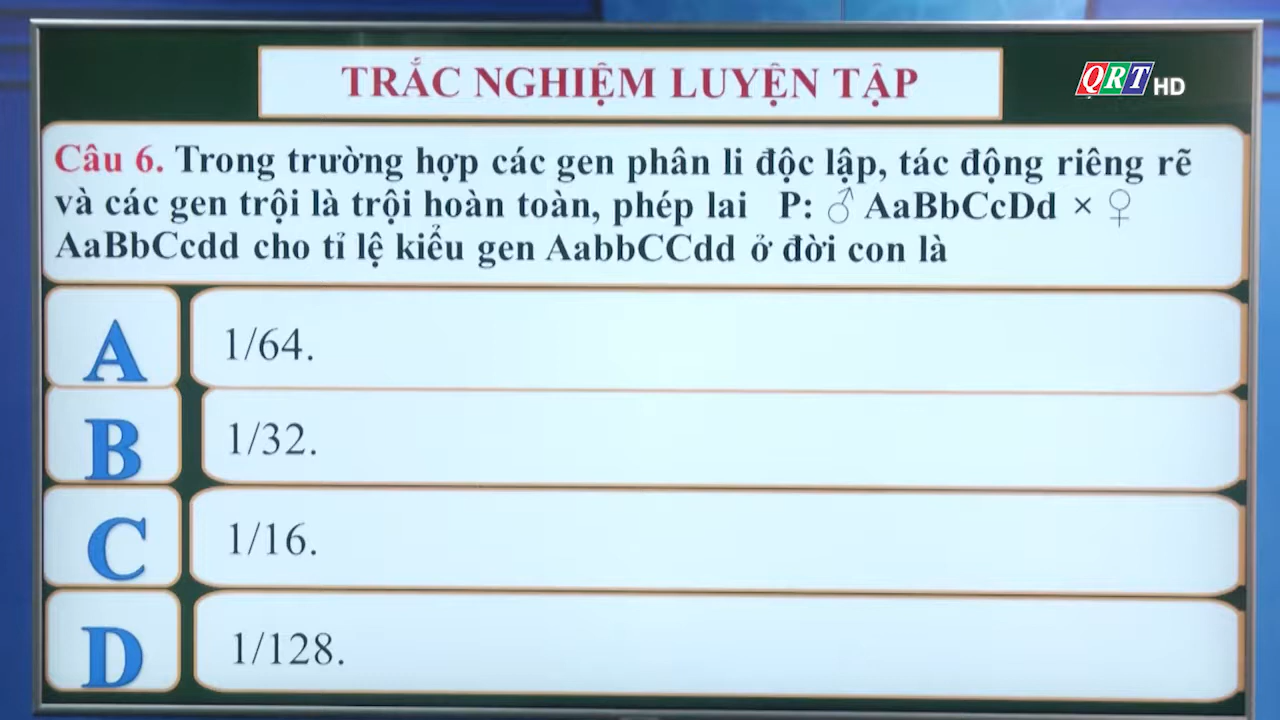 TRẮC NGHIỆM LUYỆN TẬP
QRT HD
Câu 6. Trong trường hợp các gen phân li độc lập, tác động riêng rẽ
và các gen trội là trội hoàn toàn, phép lai P: ♂ AaBbCcDd × ♀
AaBbCcdd cho tỉ lệ kiểu gen AabbCCdd ở đời con là
A 1/64.
B 1/32.
C 1/16.
D 1/128.